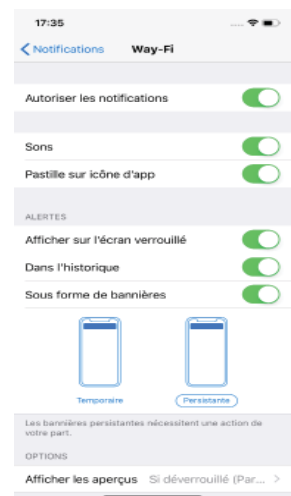 17:35
Notifications Way-Fi
Autoriser les notifications
Sons
Pastille sur icône d'app
ALERTES
Afficher sur l'écran verrouillé
Dans l'historique
Sous forme de bannières
Temporaire Persistante
Les bannières persistantes nécessitent une action de
votre part.
OPTIONS
Afficher les aperçus Si déverrouillé (Par...